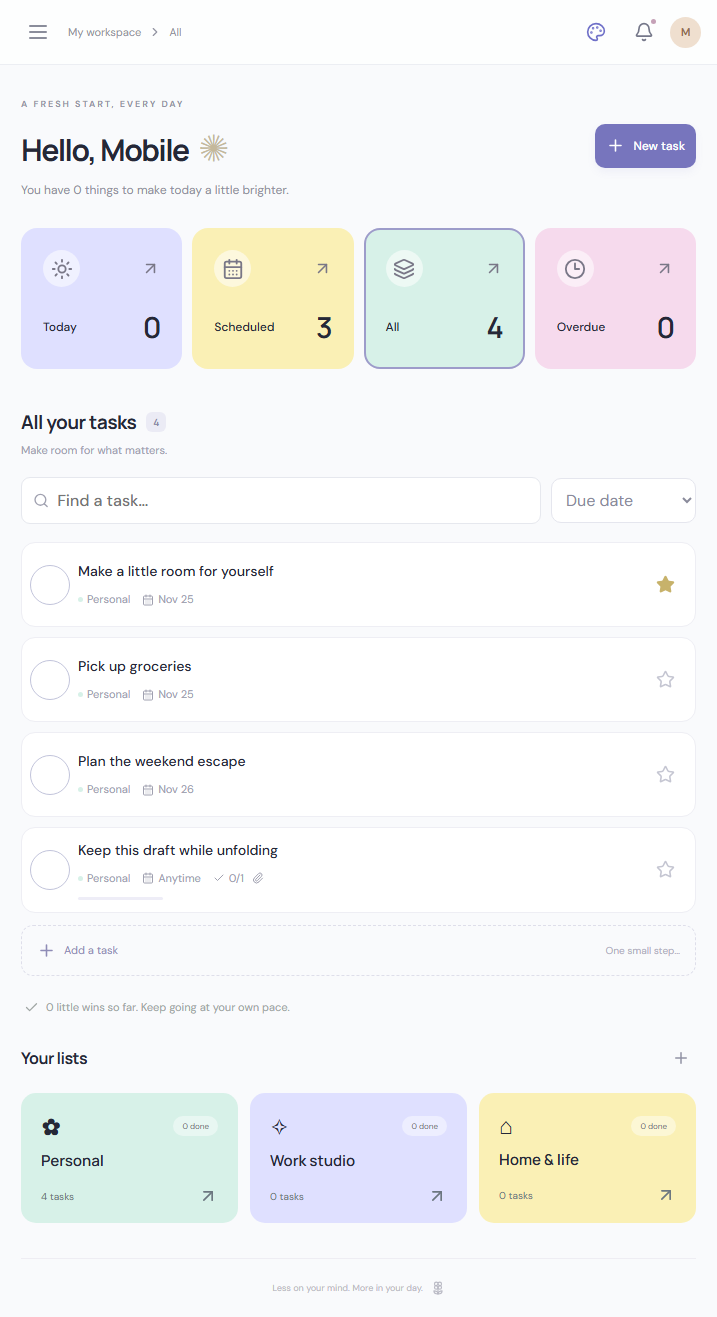 My workspace > All
M
A FRESH START, EVERY DAY
Hello, Mobile
New task
You have 0 things to make today a little brighter.
Today 0
Scheduled 3
All 4
Overdue 0
All your tasks 4
Make room for what matters.
Find a task...
Due date
Make a little room for yourself
Personal Nov 25
Pick up groceries
Personal Nov 25
Plan the weekend escape
Personal Nov 26
Keep this draft while unfolding
Personal Anytime 0/1
Add a task
One small step...
0 little wins so far. Keep going at your own pace.
Your lists
0 done
Personal
4 tasks
0 done
Work studio
0 tasks
0 done
Home & life
0 tasks
Less on your mind. More in your day.